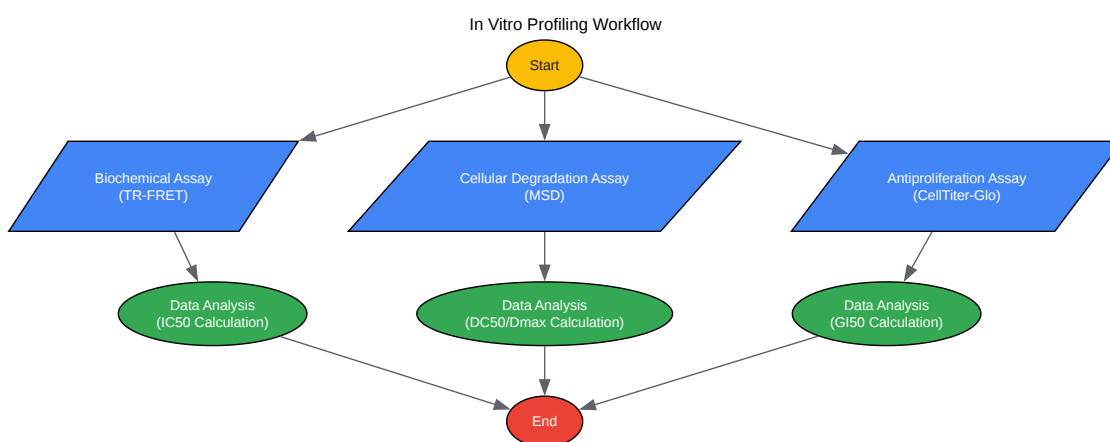 In Vitro Profiling Workflow
Start
Biochemical Assay
(TR-FRET)
Cellular Degradation Assay
(MSD)
Antiproliferation Assay
(CellTiter-Glo)
Data Analysis
(IC50 Calculation)
Data Analysis
(DC50/Dmax Calculation)
Data Analysis
(GI50 Calculation)
End